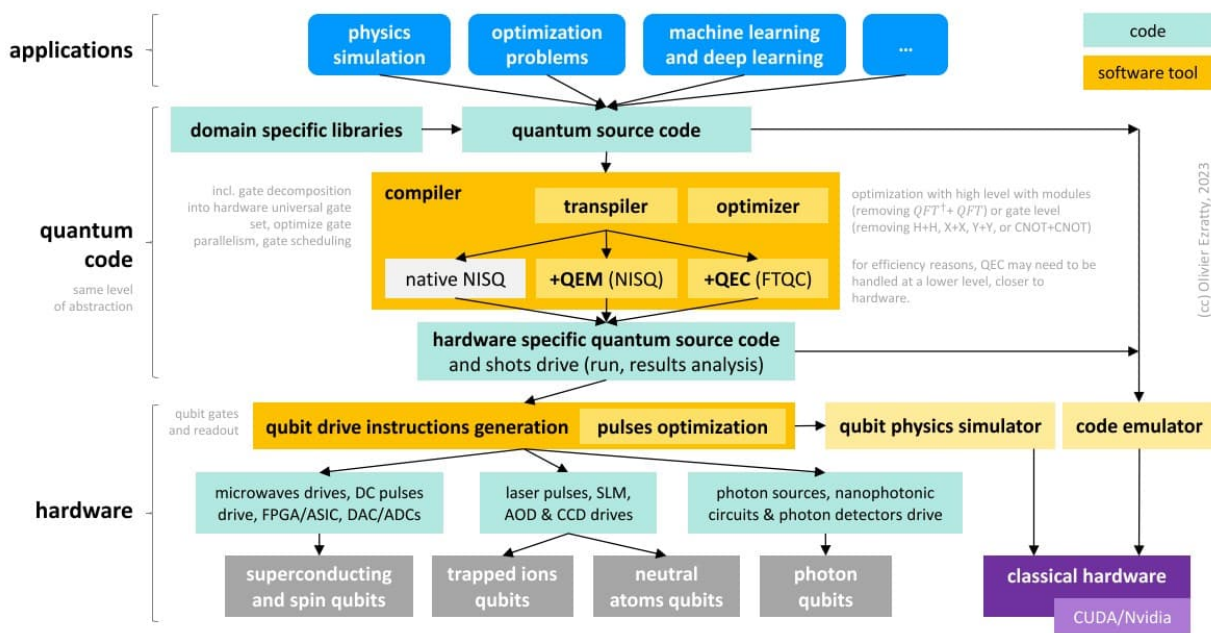 applications
physics
simulation
optimization
problems
machine learning
and deep learning
...
code
software tool
domain specific libraries
quantum source code
quantum
code
same level
of abstraction
incl. gate decomposition
into hardware universal gate
set, optimize gate
parallelism, gate scheduling
compiler
transpiler
optimizer
native NISQ
+QEM (NISQ)
+QEC (FTQC)
optimization with high level with modules
(removing QFT†+ QFT) or gate level
(removing H+H, X+X, Y+Y, or CNOT+CNOT)
for efficiency reasons, QEC may need to be
handled at a lower level, closer to
hardware.
(cc) Olivier Ezratty, 2023
hardware specific quantum source code
and shots drive (run, results analysis)
hardware
qubit gates
and readout
qubit drive instructions generation
pulses optimization
qubit physics simulator
code emulator
microwaves drives, DC pulses
drive, FPGA/ASIC, DAC/ADCs
laser pulses, SLM,
AOD & CCD drives
photon sources, nanophotonic
circuits & photon detectors drive
superconducting
and spin qubits
trapped ions
qubits
neutral
atoms qubits
photon
qubits
classical hardware
CUDA/Nvidia